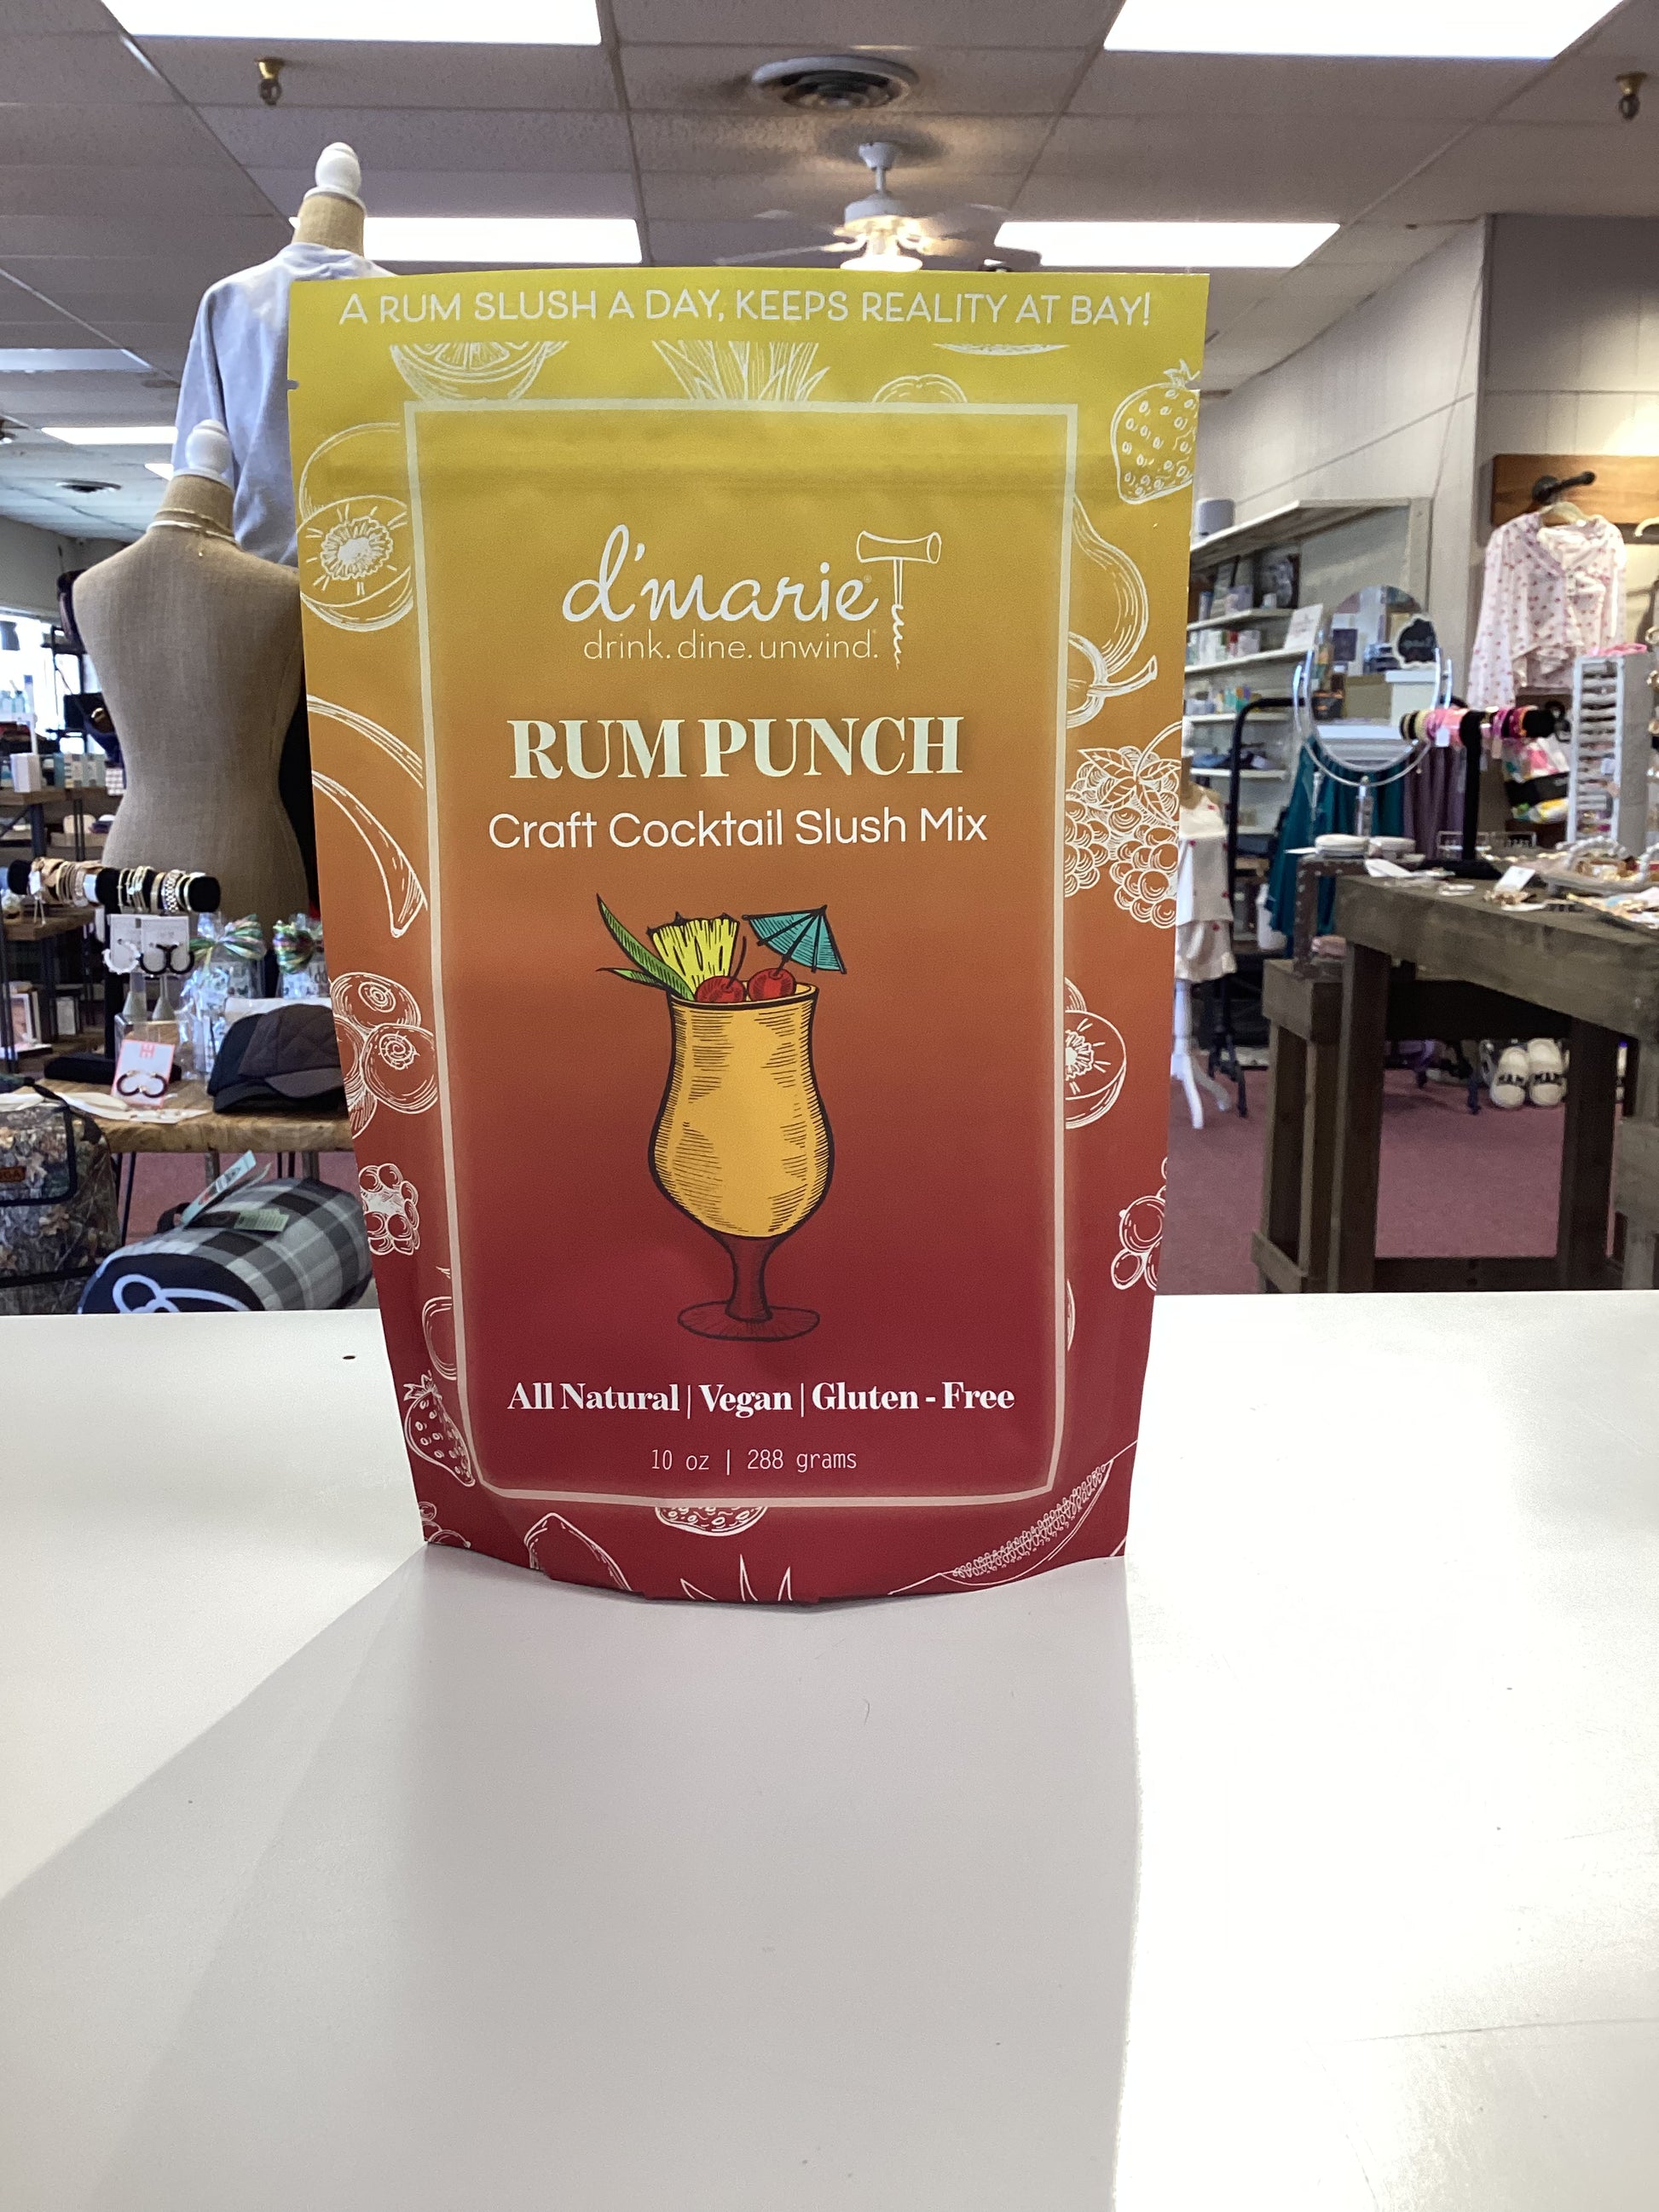 A RUM SLUSH A DAY, KEEPS REALITY AT BAY!
d'marie®
drink. dine. unwind.
RUM PUNCH
Craft Cocktail Slush Mix
All Natural | Vegan | Gluten - Free
10 oz | 288 grams